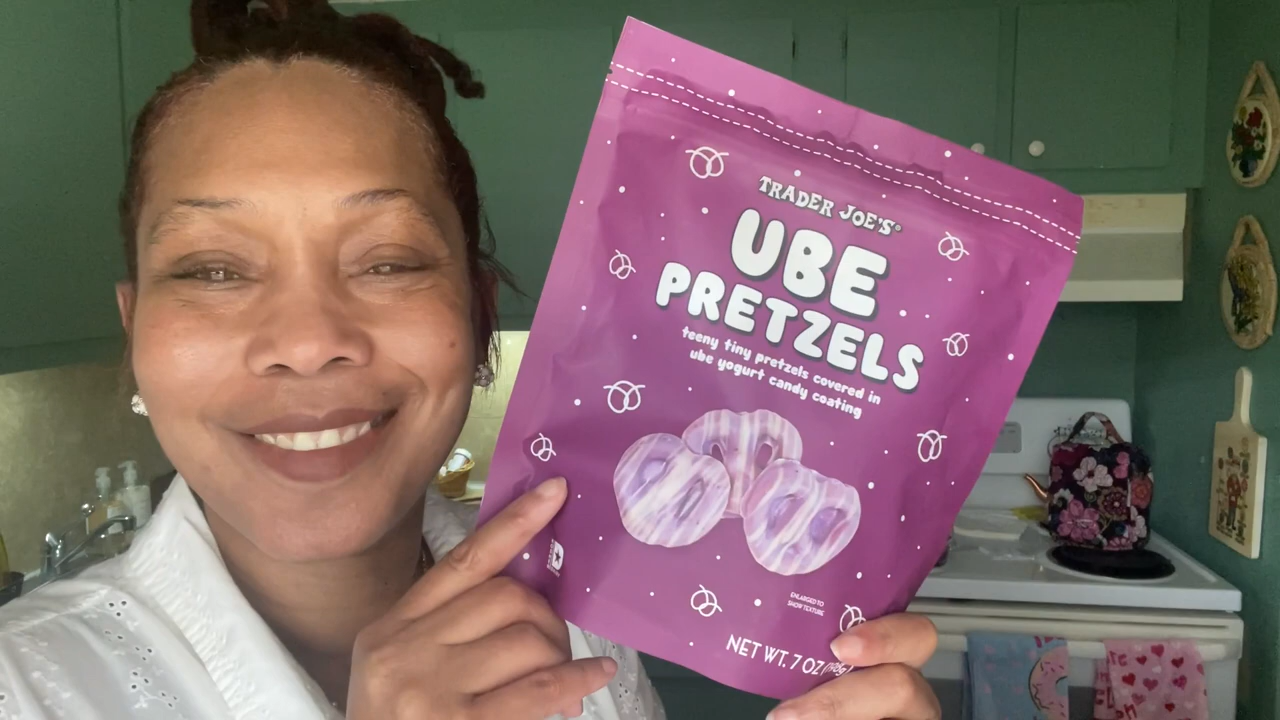 TRADER JOE'S®
UBE
PRETZELS
teeny tiny pretzels covered in
ube yogurt candy coating
ENLARGED TO
SHOW TEXTURE
NET WT. 7 OZ (198g)